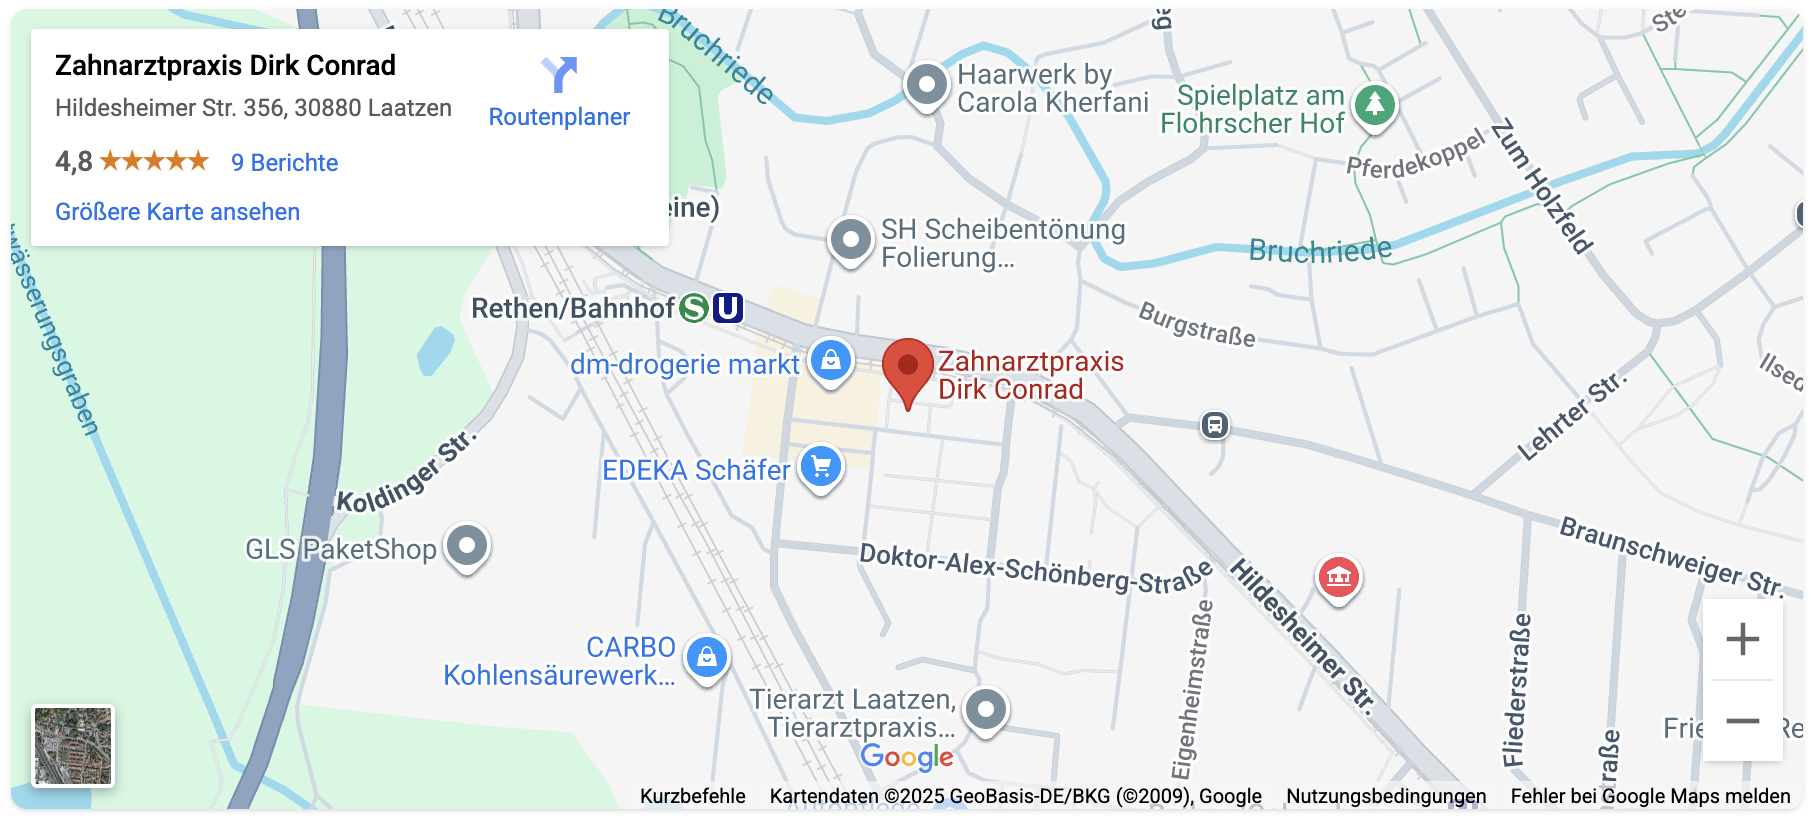 Zahnarztpraxis Dirk Conrad
Hildesheimer Str. 356, 30880 Laatzen
4,8
9 Berichte
Größere Karte ansehen
Routenplaner
Bruchriede
Haarwerk by
Carola Kherfani
Spielplatz am
Flohrscher Hof
Pferdekoppel
Zum Holzfeld
SH Scheibentönung
Folierung...
Bruchriede
Rethen/Bahnhof
S
U
Burgstraße
dm-drogerie markt
Zahnarztpraxis
Dirk Conrad
Lehrter Str.
Koldinger Str.
EDEKA Schäfer
GLS PaketShop
Doktor-Alex-Schönberg-Straße
Hildesheimer Str.
Braunschweiger Str.
CARBO
Kohlensäurewerk...
Tierarzt Laatzen,
Tierarztpraxis...
Eigenheimstraße
Fliederstraße
Google
Kurzbefehle
Kartendaten ©2025 GeoBasis-DE/BKG (©2009), Google
Nutzungsbedingungen
Fehler bei Google Maps melden